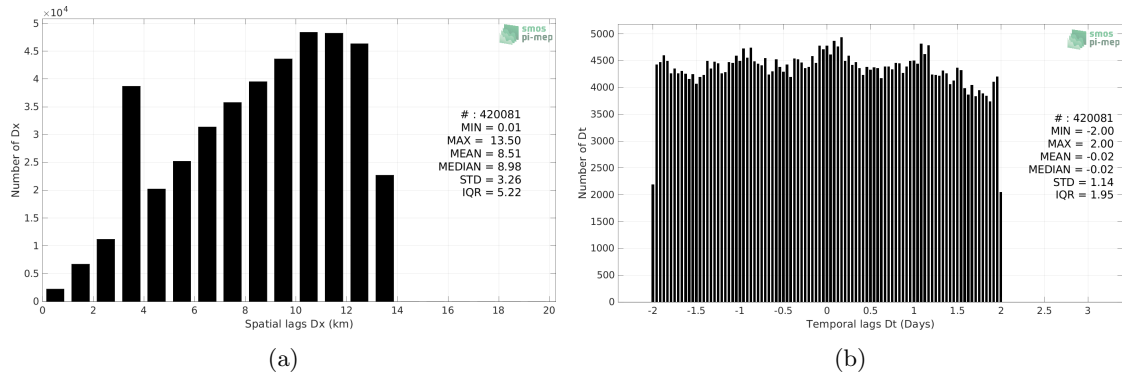 ×10⁴
5
4.5
4
3.5
3
2.5
2
1.5
1
0.5
0
0 2 4 6 8 10 12 14 16 18 20
Number of Dx
Spatial lags Dx (km)
smos
pi-mep
# : 420081
MIN = 0.01
MAX = 13.50
MEAN = 8.51
MEDIAN = 8.98
STD = 3.26
IQR = 5.22
(a)
5000
4500
4000
3500
3000
2500
2000
1500
1000
500
0
-2 -1.5 -1 -0.5 0 0.5 1 1.5 2 2.5 3
Number of Dt
Temporal lags Dt (Days)
smos
pi-mep
# : 420081
MIN = -2.00
MAX = 2.00
MEAN = -0.02
MEDIAN = -0.02
STD = 1.14
IQR = 1.95
(b)